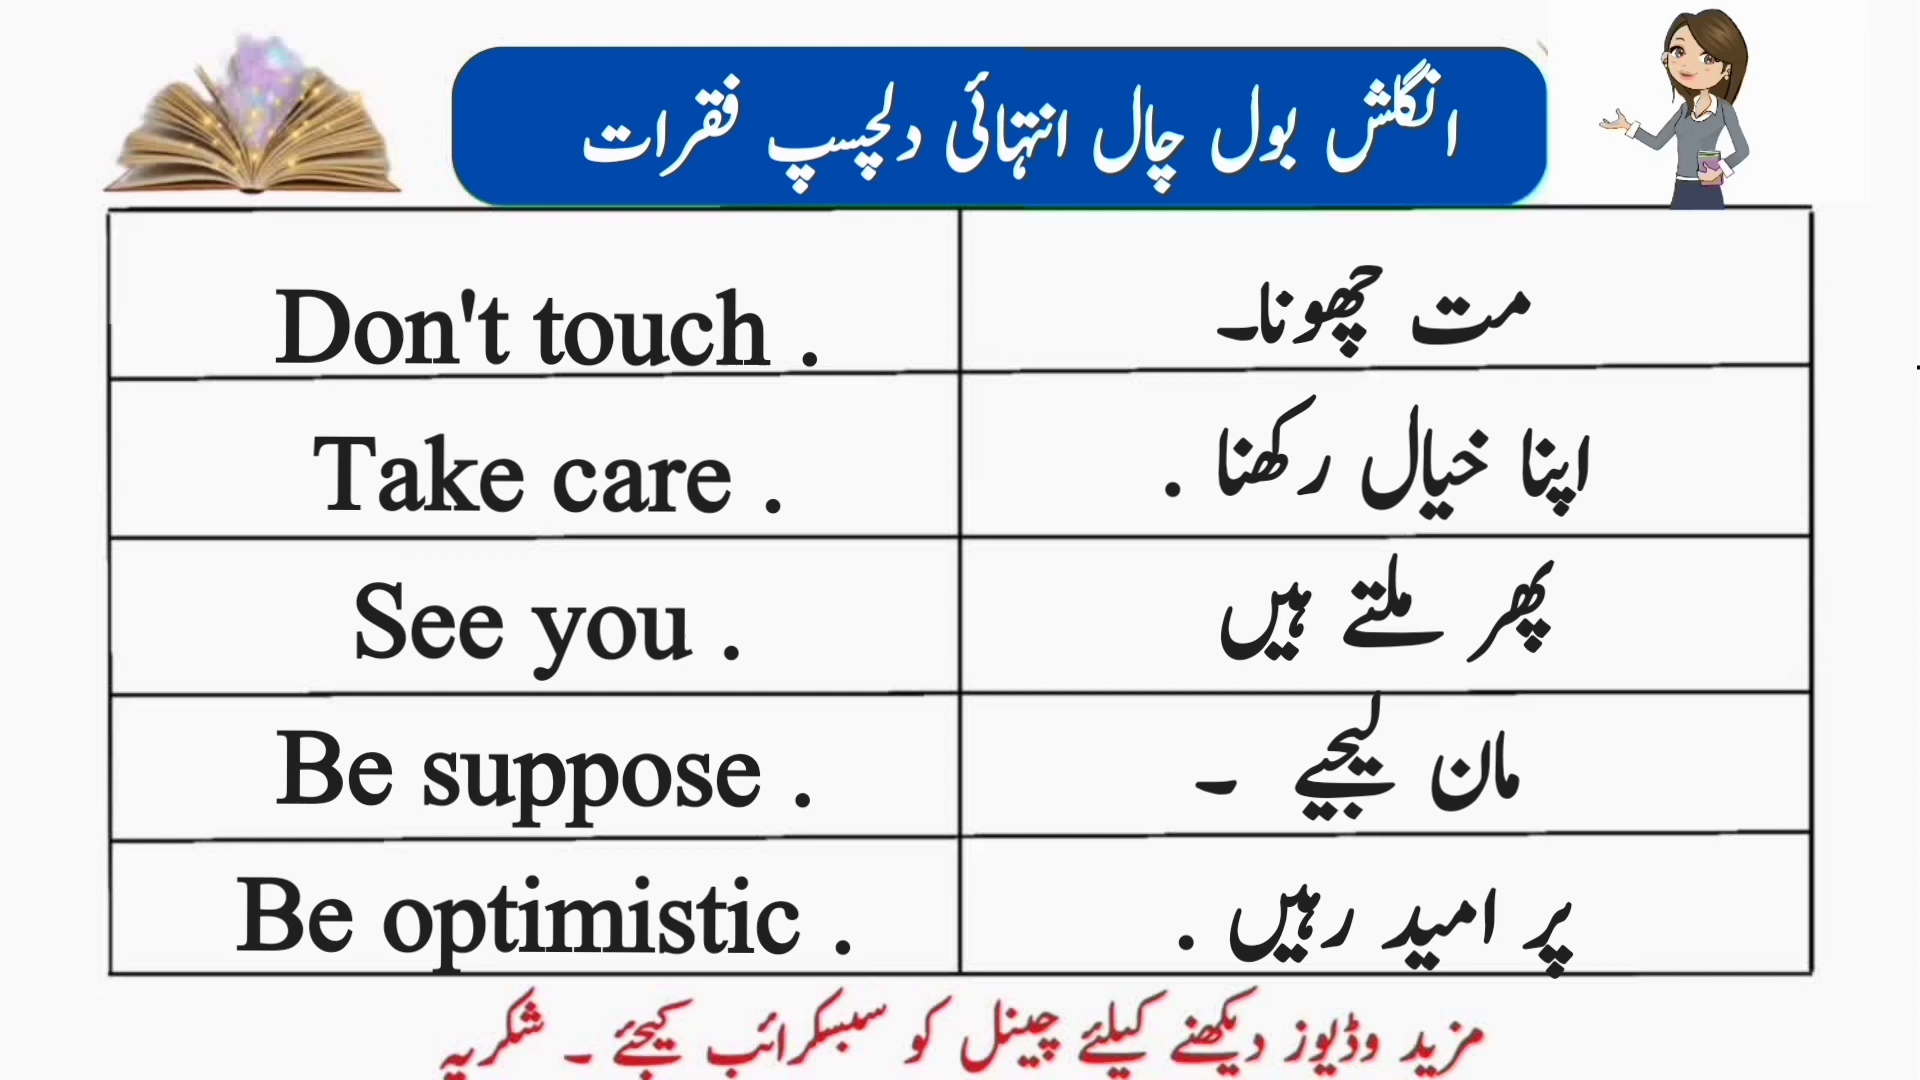 انگلش بول چال انتہائی دلچسپ فقرات
Don't touch . مت چھونا۔
Take care . اپنا خیال رکھنا .
See you . پھر ملتے ہیں
Be suppose . مان لیجیے ۔
Be optimistic . پر امید رہیں .
مزید وڈیوز دیکھنے کیلئے چینل کو سبسکرائب کیجئے ۔ شکریہ